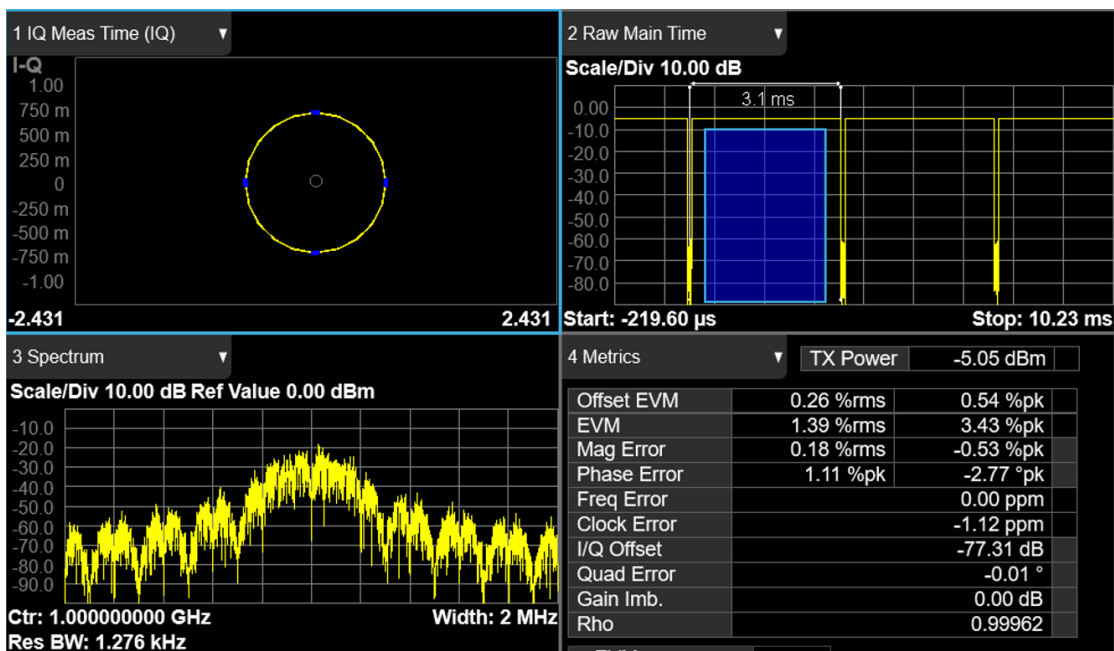 1 IQ Meas Time (IQ)
I-Q
1.00
750 m
500 m
250 m
0
-250 m
-500 m
-750 m
-1.00
-2.431 2.431
2 Raw Main Time
Scale/Div 10.00 dB
3.1 ms
0.00
-10.0
-20.0
-30.0
-40.0
-50.0
-60.0
-70.0
-80.0
Start: -219.60 µs Stop: 10.23 ms
3 Spectrum
Scale/Div 10.00 dB Ref Value 0.00 dBm
-10.0
-20.0
-30.0
-40.0
-50.0
-60.0
-70.0
-80.0
-90.0
Ctr: 1.000000000 GHz Width: 2 MHz
Res BW: 1.276 kHz
4 Metrics TX Power -5.05 dBm
Offset EVM 0.26 %rms 0.54 %pk
EVM 1.39 %rms 3.43 %pk
Mag Error 0.18 %rms -0.53 %pk
Phase Error 1.11 %pk -2.77 °pk
Freq Error 0.00 ppm
Clock Error -1.12 ppm
I/Q Offset -77.31 dB
Quad Error -0.01 °
Gain Imb. 0.00 dB
Rho 0.99962